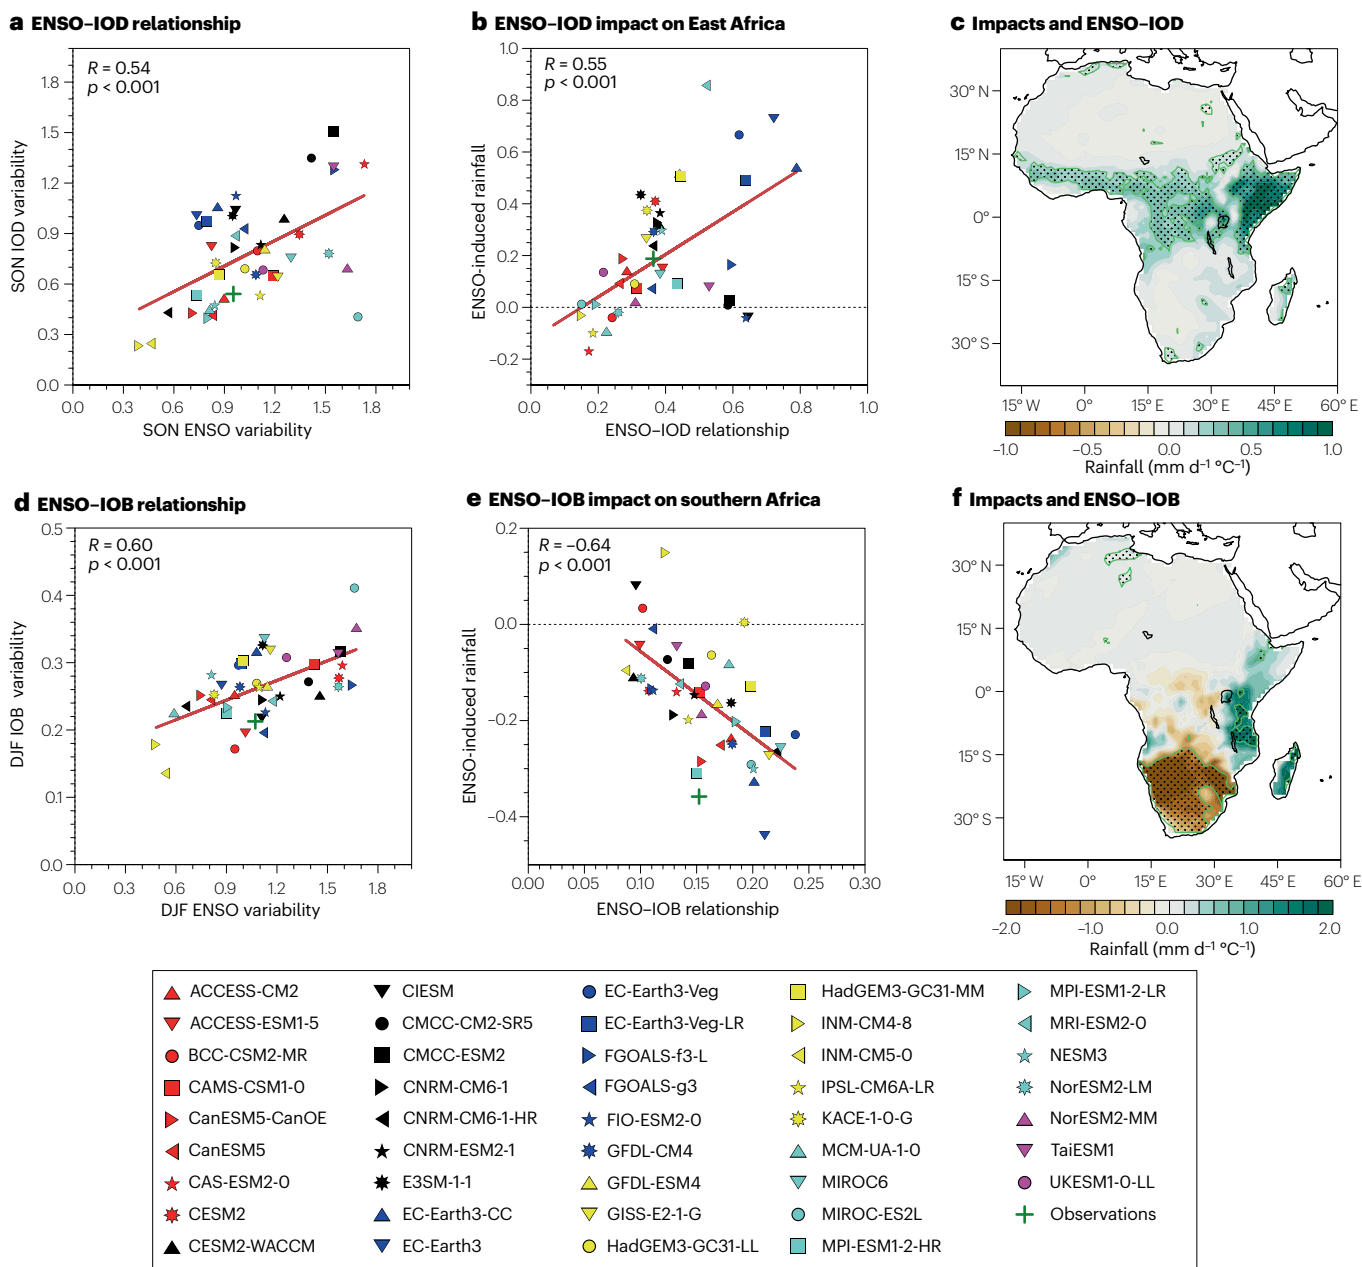 a ENSO–IOD relationship
R = 0.54
p < 0.001
SON IOD variability
1.8
1.5
1.2
0.9
0.6
0.3
0.0
0.0 0.3 0.6 0.9 1.2 1.5 1.8
SON ENSO variability
b ENSO–IOD impact on East Africa
R = 0.55
p < 0.001
ENSO-induced rainfall
1.0
0.8
0.6
0.4
0.2
0.0
−0.2
0.0 0.2 0.4 0.6 0.8 1.0
ENSO–IOD relationship
c Impacts and ENSO–IOD
30° N
15° N
0°
15° S
30° S
15° W 0° 15° E 30° E 45° E 60° E
−1.0 −0.5 0.0 0.5 1.0
Rainfall (mm d⁻¹ °C⁻¹)
d ENSO–IOB relationship
R = 0.60
p < 0.001
DJF IOB variability
0.5
0.4
0.3
0.2
0.1
0.0
0.0 0.3 0.6 0.9 1.2 1.5 1.8
DJF ENSO variability
e ENSO–IOB impact on southern Africa
R = −0.64
p < 0.001
ENSO-induced rainfall
0.2
0.0
−0.2
−0.4
0.00 0.05 0.10 0.15 0.20 0.25 0.30
ENSO–IOB relationship
f Impacts and ENSO–IOB
30° N
15° N
0°
15° S
30° S
15° W 0° 15° E 30° E 45° E 60° E
−2.0 −1.0 0.0 1.0 2.0
Rainfall (mm d⁻¹ °C⁻¹)
ACCESS-CM2
ACCESS-ESM1-5
BCC-CSM2-MR
CAMS-CSM1-0
CanESM5-CanOE
CanESM5
CAS-ESM2-0
CESM2
CESM2-WACCM
CIESM
CMCC-CM2-SR5
CMCC-ESM2
CNRM-CM6-1
CNRM-CM6-1-HR
CNRM-ESM2-1
E3SM-1-1
EC-Earth3-CC
EC-Earth3
EC-Earth3-Veg
EC-Earth3-Veg-LR
FGOALS-f3-L
FGOALS-g3
FIO-ESM2-0
GFDL-CM4
GFDL-ESM4
GISS-E2-1-G
HadGEM3-GC31-LL
HadGEM3-GC31-MM
INM-CM4-8
INM-CM5-0
IPSL-CM6A-LR
KACE-1-0-G
MCM-UA-1-0
MIROC6
MIROC-ES2L
MPI-ESM1-2-HR
MPI-ESM1-2-LR
MRI-ESM2-0
NESM3
NorESM2-LM
NorESM2-MM
TaiESM1
UKESM1-0-LL
Observations